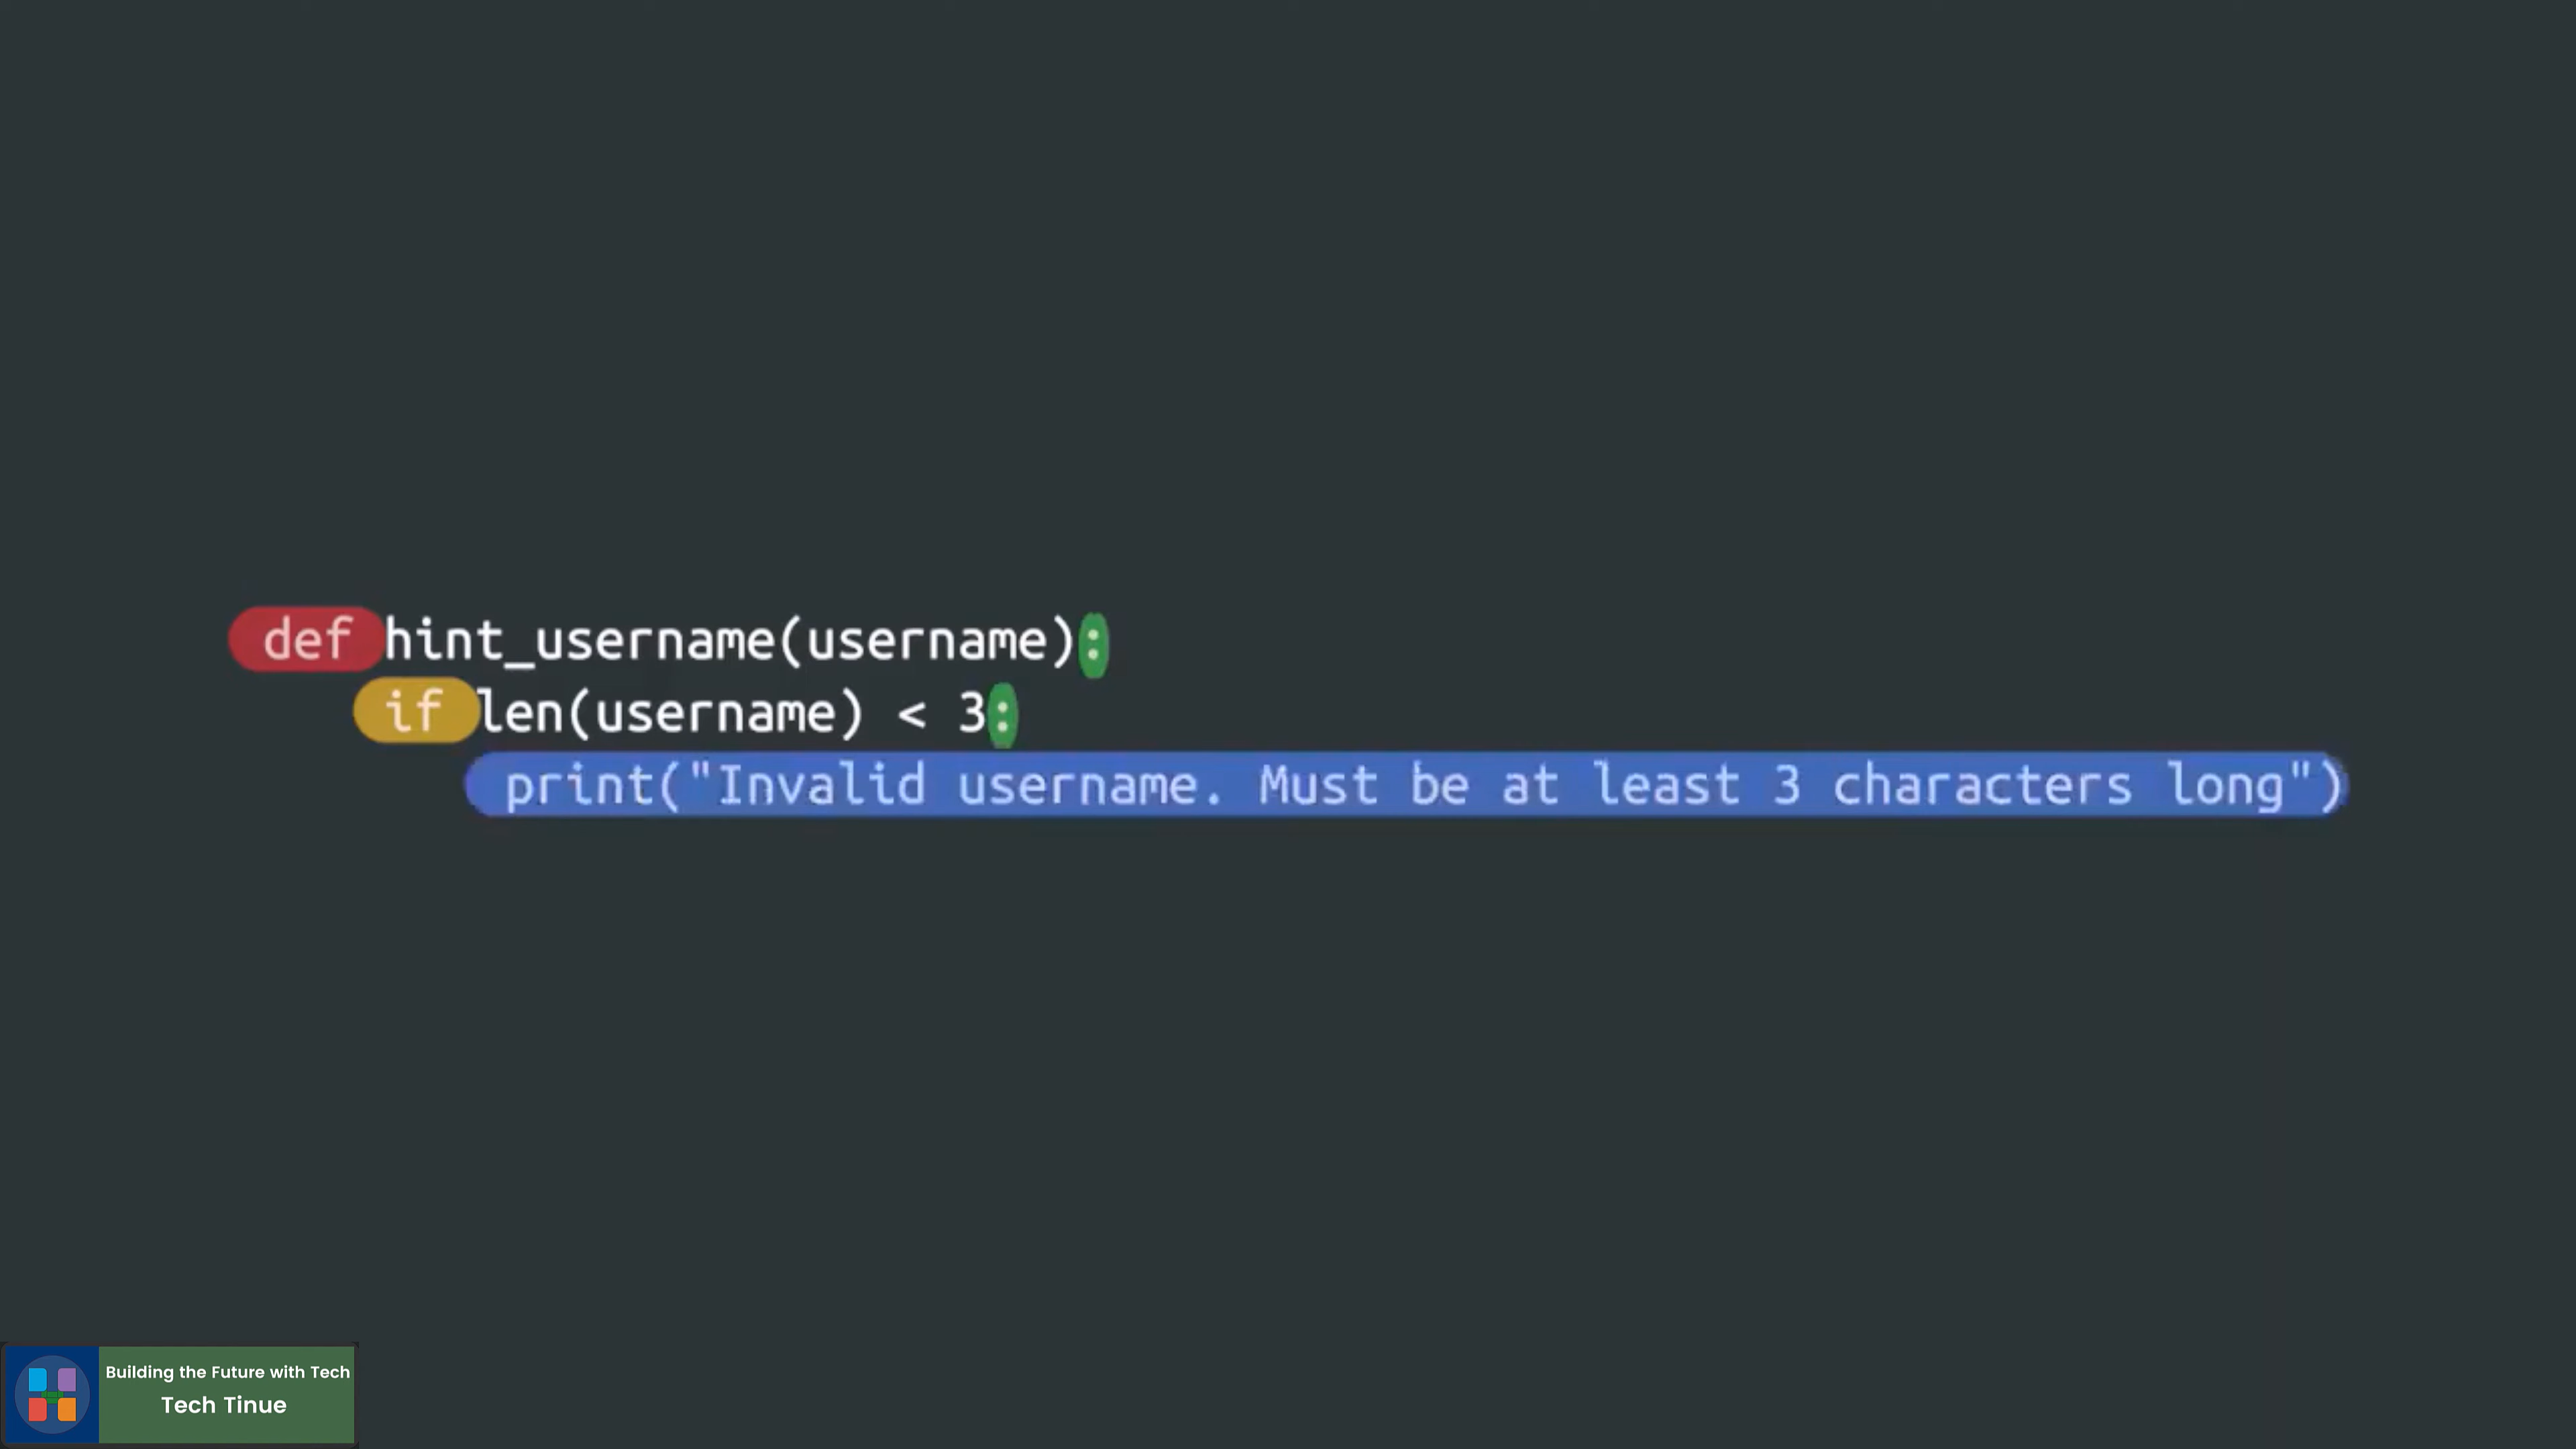 def hint_username(username):
if len(username) < 3:
print("Invalid username. Must be at least 3 characters long")
Building the Future with Tech
Tech Tinue